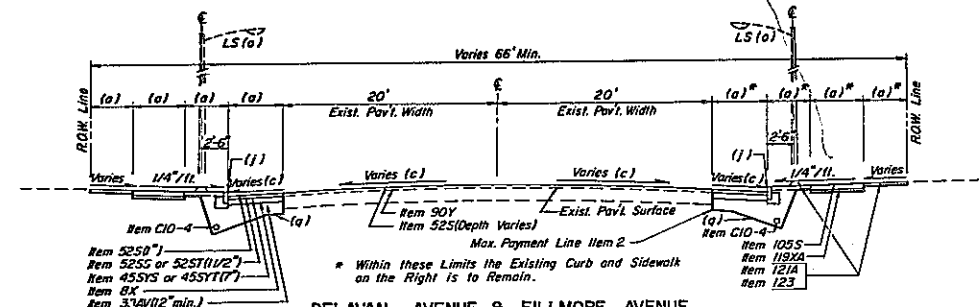 ℄ ℄
LS (a) LS (a)
Varies 66' Min.
(a) (a) (a) (a) 20' ℄ 20' (a)* (a)* (a)* (a)*
Exist. Pav't. Width Exist. Pav't. Width
R.O.W. Line R.O.W. Line
2'-6" 2'-6"
(j) (j)
Varies 1/4"/ft. Varies(c) Varies (c) Varies (c) Varies(c) 1/4"/ft. Varies
Item 90Y Exist. Pav't. Surface
(q) (q)
Item C10-4 Item 52S(Depth Varies) Item C10-4
Max. Payment Line Item 2
Item 52S(1") Item 105S
Item 52SS or 52ST(1 1/2") Item 119XA
Item 45SYS or 45SYT(7") Item 121A
Item 8X Item 123
Item 33AV(12"min.)
* Within these Limits the Existing Curb and Sidewalk
on the Right Is to Remain.
DELAVAN AVENUE & FILLMORE AVENUE